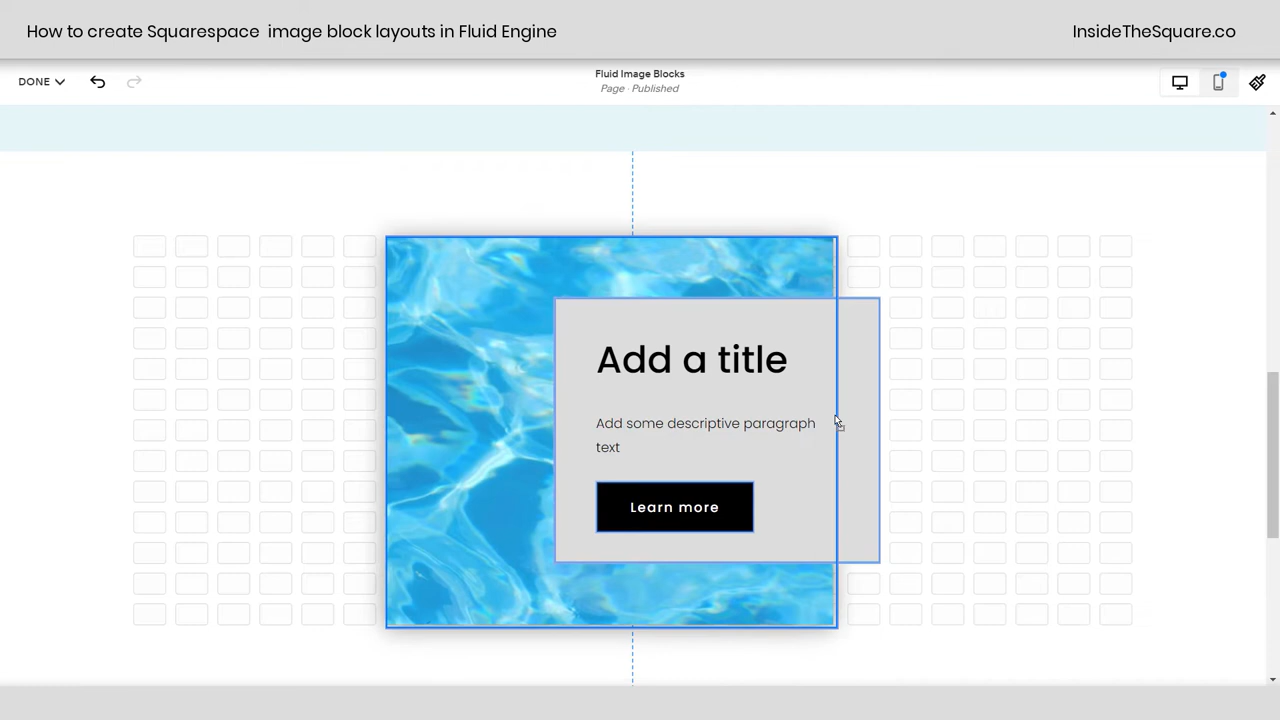 How to create Squarespace image block layouts in Fluid Engine
InsideTheSquare.co
DONE
Fluid Image Blocks
Page · Published
Add a title
Add some descriptive paragraph
text
Learn more